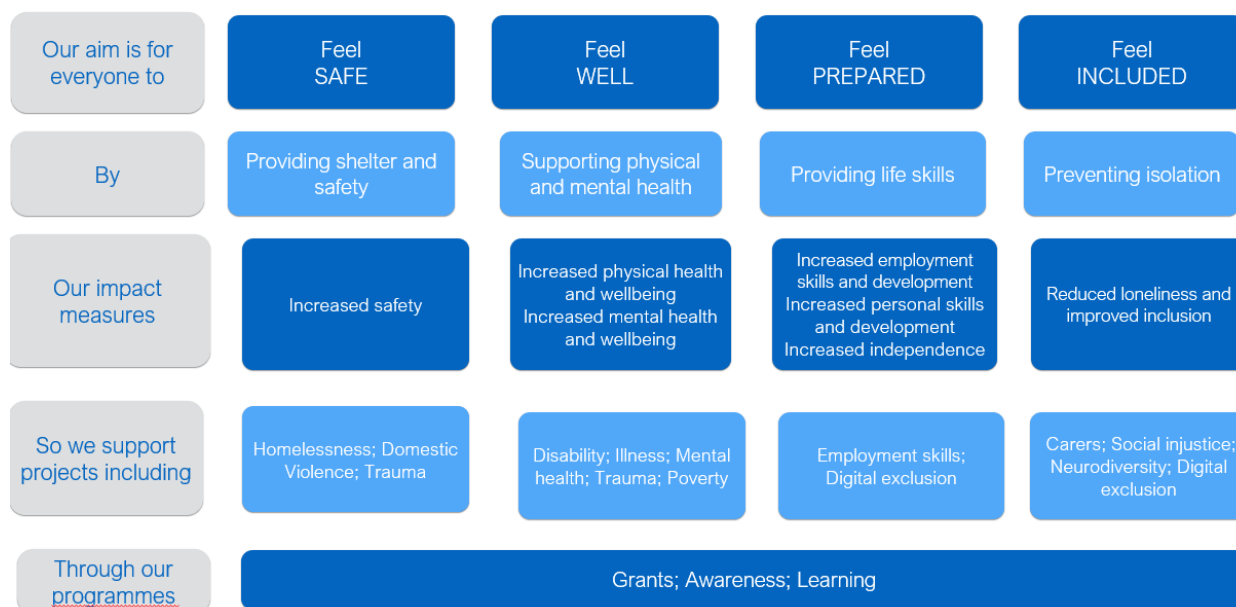 Our aim is for
everyone to
Feel
SAFE
Feel
WELL
Feel
PREPARED
Feel
INCLUDED
By
Providing shelter and
safety
Supporting physical
and mental health
Providing life skills
Preventing isolation
Our impact
measures
Increased safety
Increased physical health
and wellbeing
Increased mental health
and wellbeing
Increased employment
skills and development
Increased personal skills
and development
Increased independence
Reduced loneliness and
improved inclusion
So we support
projects including
Homelessness; Domestic
Violence; Trauma
Disability; Illness; Mental
health; Trauma; Poverty
Employment skills;
Digital exclusion
Carers; Social injustice;
Neurodiversity; Digital
exclusion
Through our
programmes
Grants; Awareness; Learning